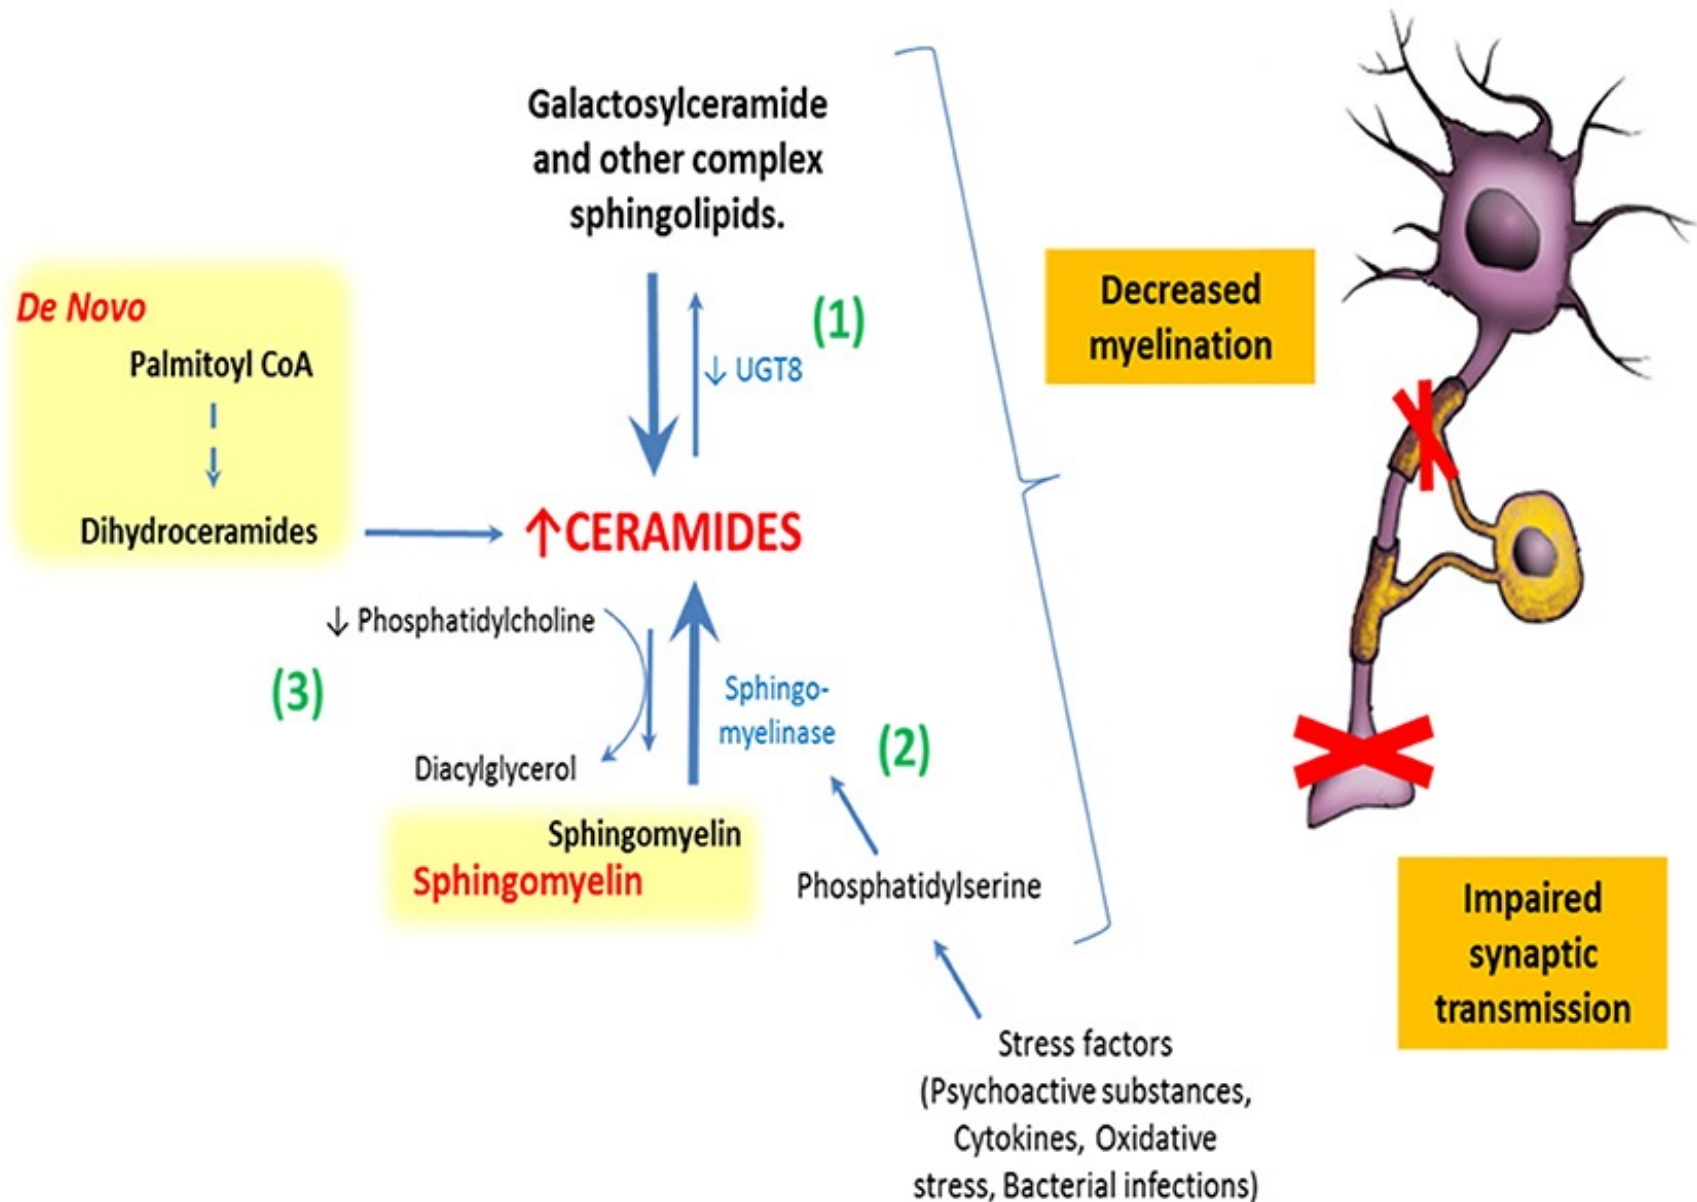 Galactosylceramide
and other complex
sphingolipids.
De Novo
Palmitoyl CoA
Dihydroceramides
(1)
↓ UGT8
↑CERAMIDES
↓ Phosphatidylcholine
(3)
Diacylglycerol
Sphingo-
myelinase
(2)
Sphingomyelin
Sphingomyelin
Phosphatidylserine
Stress factors
(Psychoactive substances,
Cytokines, Oxidative
stress, Bacterial infections)
Decreased
myelination
Impaired
synaptic
transmission